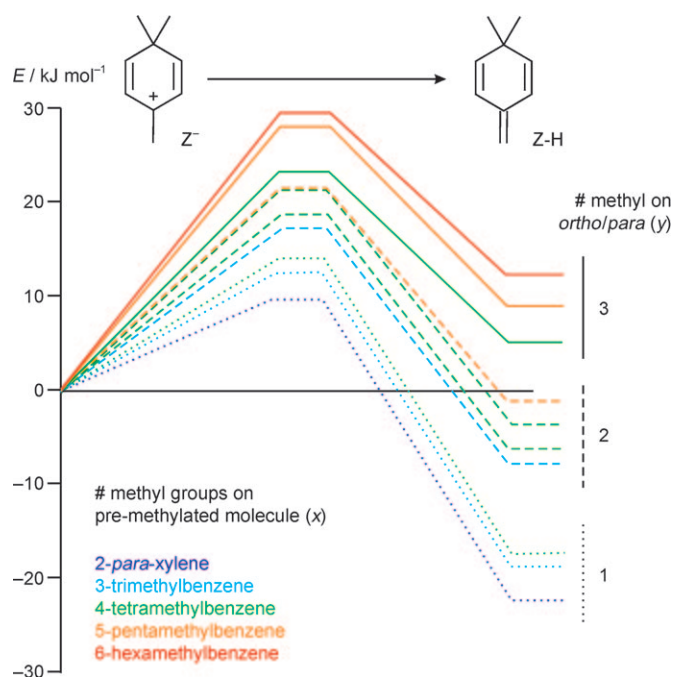 E / kJ mol⁻¹
+
Z⁻
Z-H
30
20
10
0
–10
–20
–30
# methyl on
ortho/para (y)
3
2
1
# methyl groups on
pre-methylated molecule (x)
2-para-xylene
3-trimethylbenzene
4-tetramethylbenzene
5-pentamethylbenzene
6-hexamethylbenzene